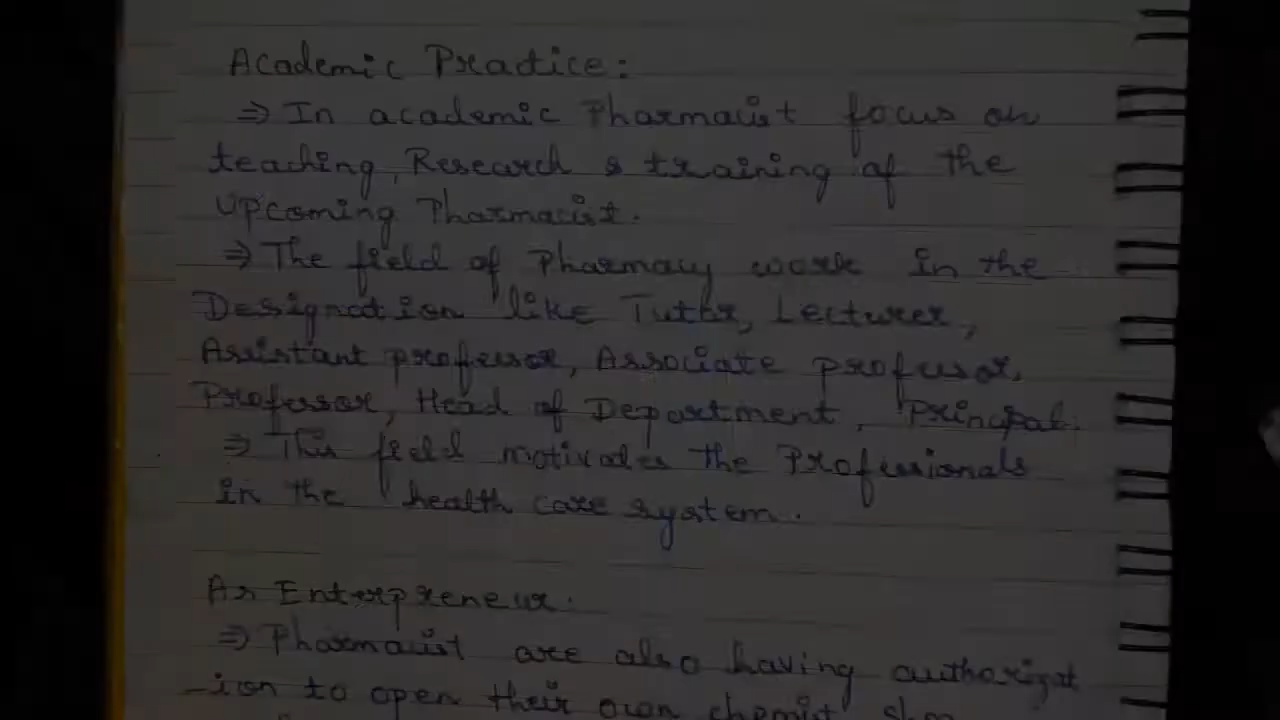 Academic Practice:
⇒ In academic Pharmacist focus on
teaching, Research & training of the
Upcoming Pharmacist.
⇒ The field of Pharmacy work in the
Designation like Tutor, Lecturer,
Assistant professor, Associate professor,
Professor, Head of Department, Principal.
⇒ This field motivates the Professionals
in the health care system.
As Enterpreneur.
⇒ Pharmacist are also having authorizat
-ion to open their own chemist